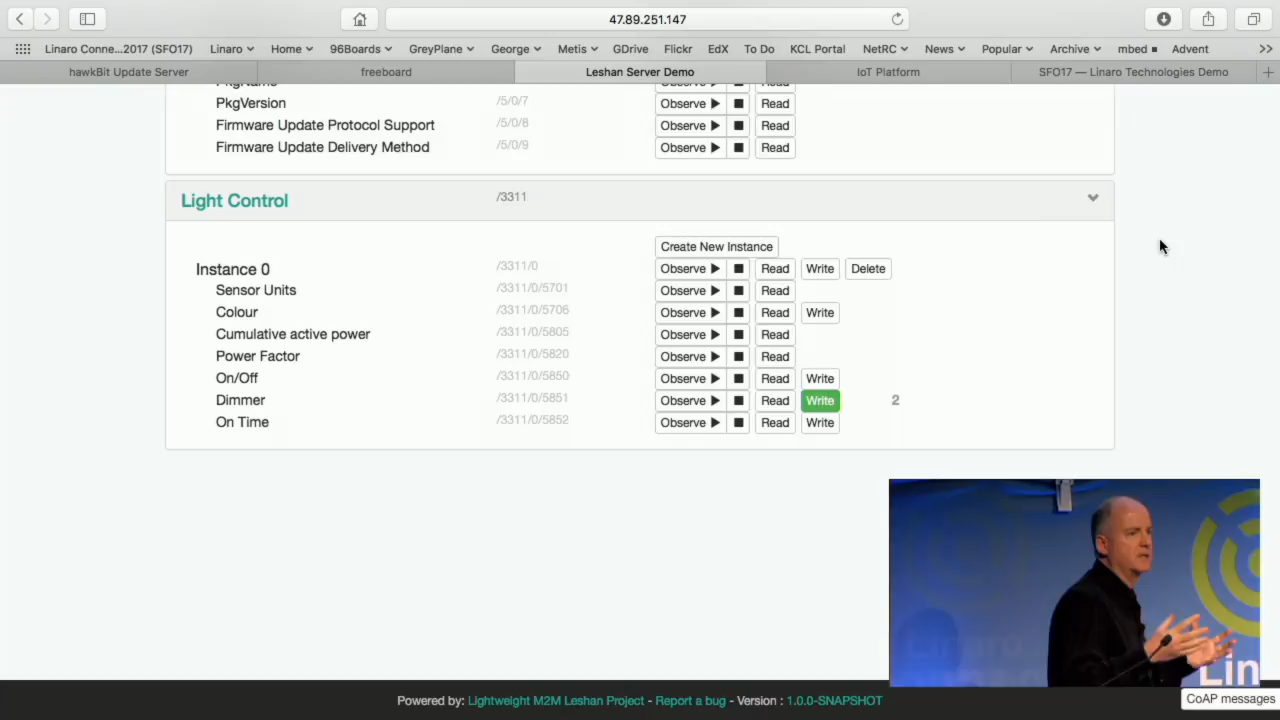 47.89.251.147
Linaro Conne...2017 (SFO17) Linaro Home 96Boards GreyPlane George Metis GDrive Flickr EdX To Do KCL Portal NetRC News Popular Archive mbed Advent >>
hawkBit Update Server freeboard Leshan Server Demo IoT Platform SFO17 — Linaro Technologies Demo +
PkgName Observe Read
PkgVersion /5/0/7 Observe Read
Firmware Update Protocol Support /5/0/8 Observe Read
Firmware Update Delivery Method /5/0/9 Observe Read
Light Control /3311
Create New Instance
Instance 0 /3311/0 Observe Read Write Delete
Sensor Units /3311/0/5701 Observe Read
Colour /3311/0/5706 Observe Read Write
Cumulative active power /3311/0/5805 Observe Read
Power Factor /3311/0/5820 Observe Read
On/Off /3311/0/5850 Observe Read Write
Dimmer /3311/0/5851 Observe Read Write 2
On Time /3311/0/5852 Observe Read Write
Linaro
Lin
Powered by: Lightweight M2M Leshan Project - Report a bug - Version : 1.0.0-SNAPSHOT
CoAP messages